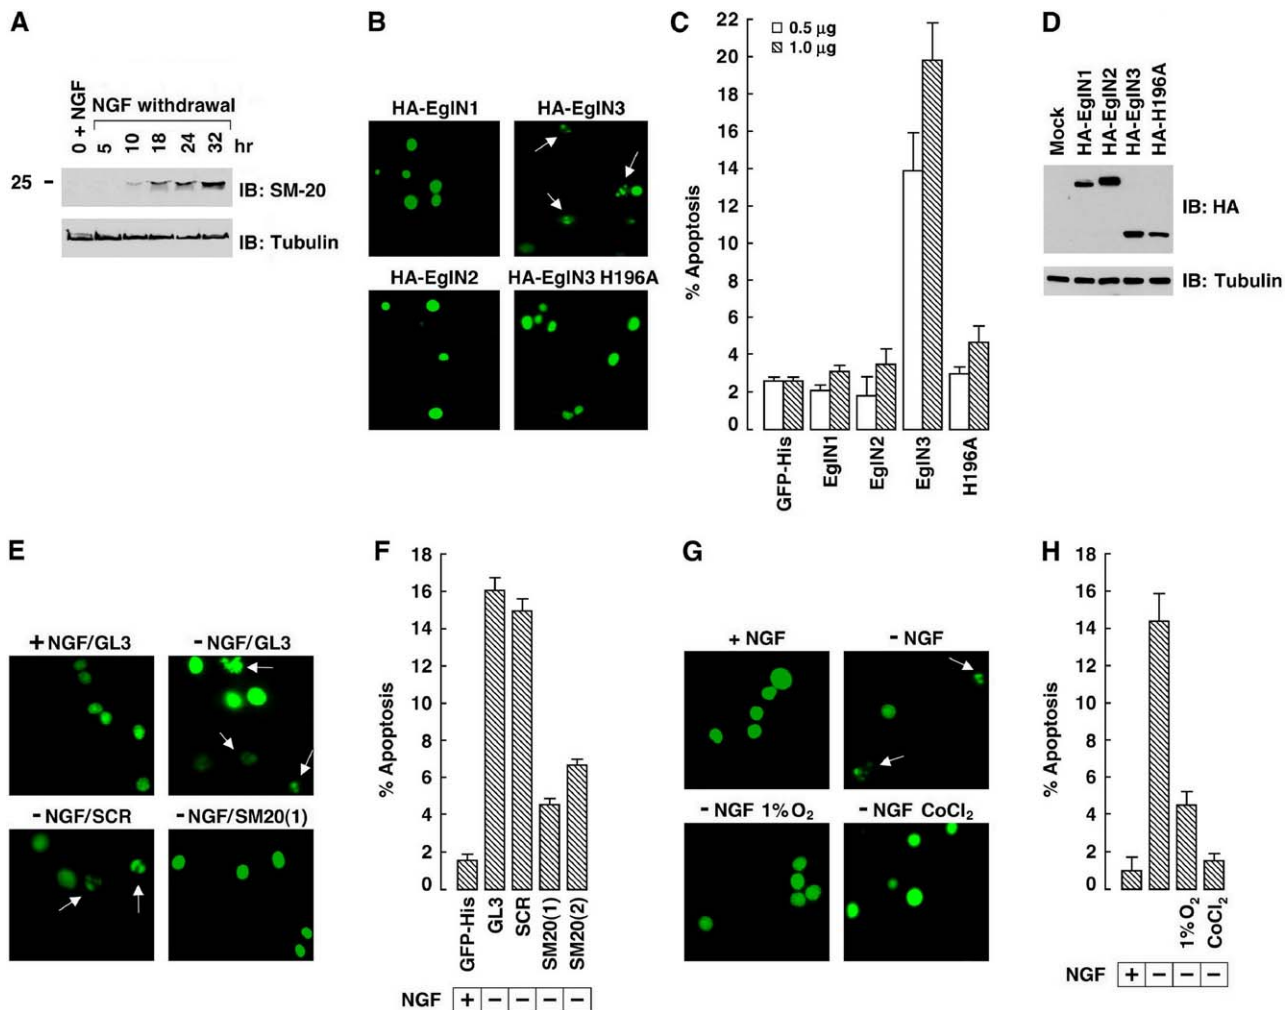 A
0 + NGF
NGF withdrawal
5
10
18
24
32
hr
25 -
IB: SM-20
IB: Tubulin
B
HA-EglN1
HA-EglN3
HA-EglN2
HA-EglN3 H196A
C
0.5 µg
1.0 µg
% Apoptosis
22
20
18
16
14
12
10
8
6
4
2
0
GFP-His
EglN1
EglN2
EglN3
H196A
D
Mock
HA-EglN1
HA-EglN2
HA-EglN3
HA-H196A
IB: HA
IB: Tubulin
E
+ NGF/GL3
- NGF/GL3
- NGF/SCR
- NGF/SM20(1)
F
% Apoptosis
18
16
14
12
10
8
6
4
2
0
GFP-His
GL3
SCR
SM20(1)
SM20(2)
NGF + - - - -
G
+ NGF
- NGF
- NGF 1% O₂
- NGF CoCl₂
H
% Apoptosis
18
16
14
12
10
8
6
4
2
0
1% O₂
CoCl₂
NGF + - - -